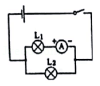 L₁ + A −
L₂